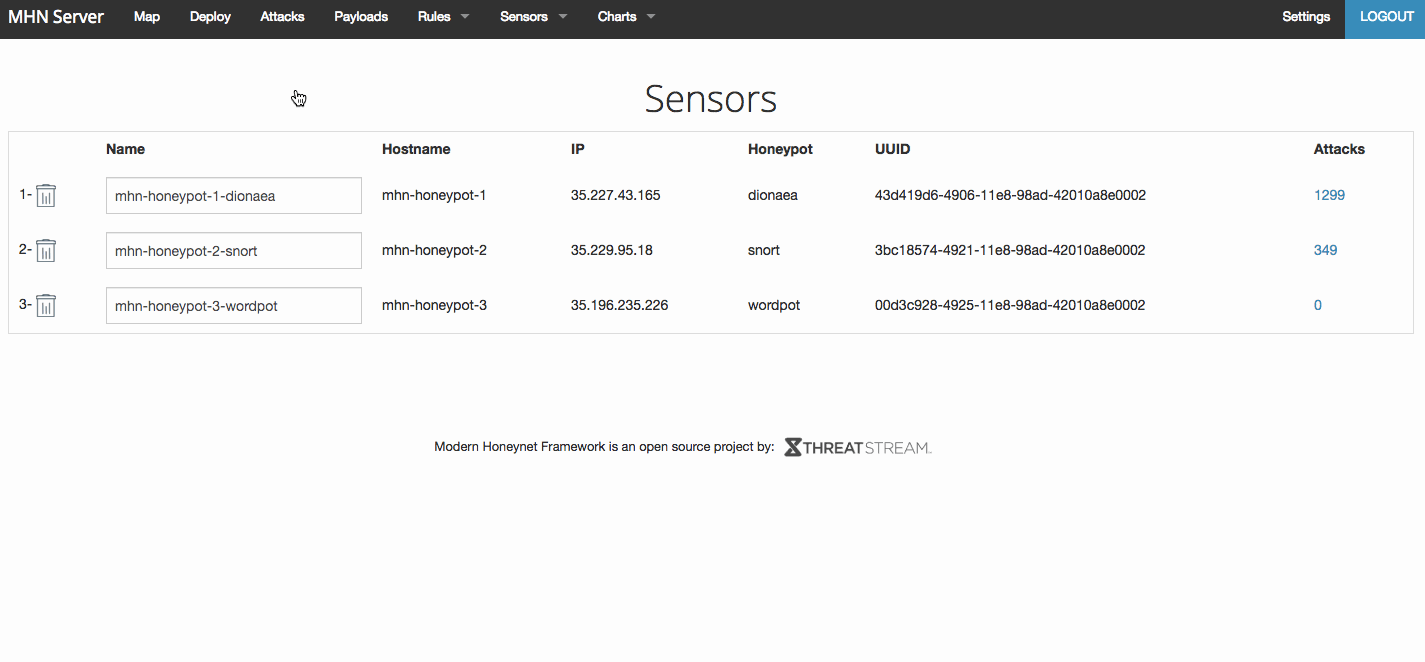 MHN Server Map Deploy Attacks Payloads Rules Sensors Charts Settings LOGOUT
Sensors
Name Hostname IP Honeypot UUID Attacks
1- mhn-honeypot-1-dionaea mhn-honeypot-1 35.227.43.165 dionaea 43d419d6-4906-11e8-98ad-42010a8e0002 1299
2- mhn-honeypot-2-snort mhn-honeypot-2 35.229.95.18 snort 3bc18574-4921-11e8-98ad-42010a8e0002 349
3- mhn-honeypot-3-wordpot mhn-honeypot-3 35.196.235.226 wordpot 00d3c928-4925-11e8-98ad-42010a8e0002 0
Modern Honeynet Framework is an open source project by: THREATSTREAM